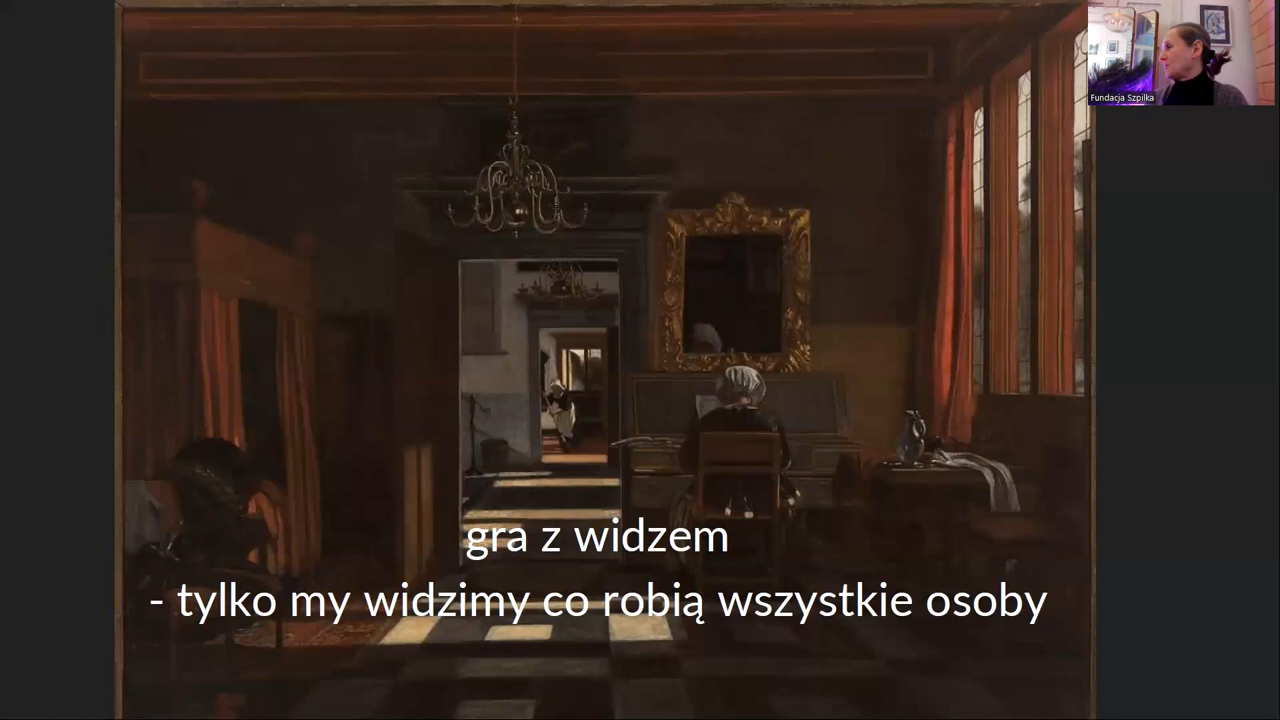 Fundacja Szpilka
gra z widzem
- tylko my widzimy co robią wszystkie osoby